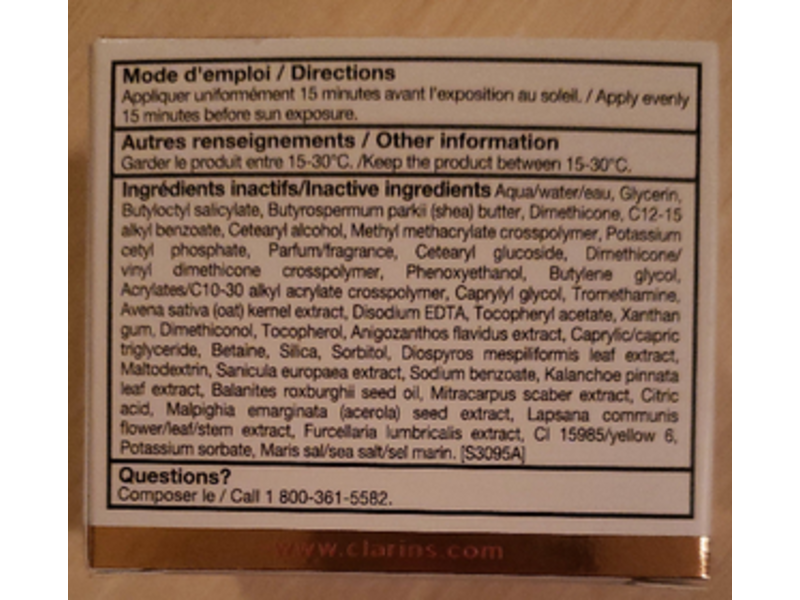 Mode d'emploi / Directions
Appliquer uniformément 15 minutes avant l'exposition au soleil. / Apply evenly
15 minutes before sun exposure.
Autres renseignements / Other information
Garder le produit entre 15-30°C. /Keep the product between 15-30°C.
Ingrédients inactifs/Inactive ingredients Aqua/water/eau, Glycerin,
Butyloctyl salicylate, Butyrospermum parkii (shea) butter, Dimethicone, C12-15
alkyl benzoate, Cetearyl alcohol, Methyl methacrylate crosspolymer, Potassium
cetyl phosphate, Parfum/fragrance, Cetearyl glucoside, Dimethicone/
vinyl dimethicone crosspolymer, Phenoxyethanol, Butylene glycol,
Acrylates/C10-30 alkyl acrylate crosspolymer, Caprylyl glycol, Tromethamine,
Avena sativa (oat) kernel extract, Disodium EDTA, Tocopheryl acetate, Xanthan
gum, Dimethiconol, Tocopherol, Anigozanthos flavidus extract, Caprylic/capric
triglyceride, Betaine, Silica, Sorbitol, Diospyros mespiliformis leaf extract,
Maltodextrin, Sanicula europaea extract, Sodium benzoate, Kalanchoe pinnata
leaf extract, Balanites roxburghii seed oil, Mitracarpus scaber extract, Citric
acid, Malpighia emarginata (acerola) seed extract, Lapsana communis
flower/leaf/stem extract, Furcellaria lumbricalis extract, CI 15985/yellow 6,
Potassium sorbate, Maris sal/sea salt/sel marin. [S3095A]
Questions?
Composer le / Call 1 800-361-5582.
www.clarins.com